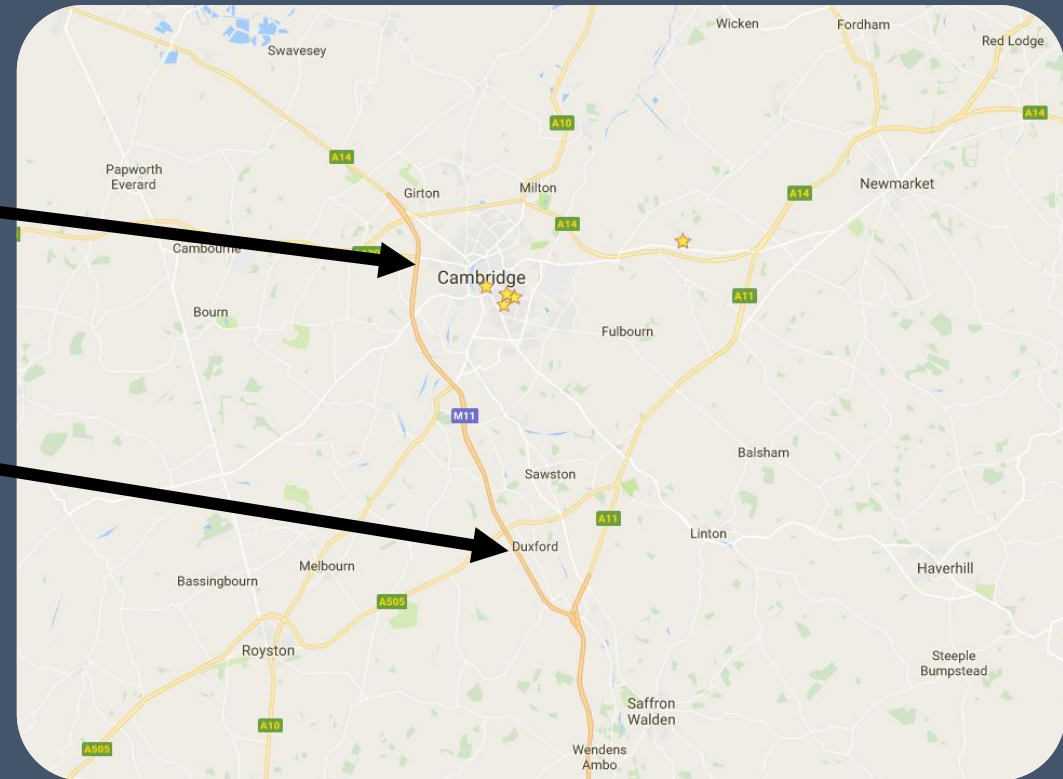 Wicken
Fordham
Red Lodge
Swavesey
A14
A10
A14
Papworth
Everard
Girton
Milton
A14
Newmarket
A14
Cambourne
Cambridge
A11
Bourn
Fulbourn
M11
Balsham
Sawston
A11
Linton
Duxford
Melbourn
Haverhill
Bassingbourn
A505
Royston
Steeple
Bumpstead
Saffron
Walden
A10
A505
Wendens
Ambo